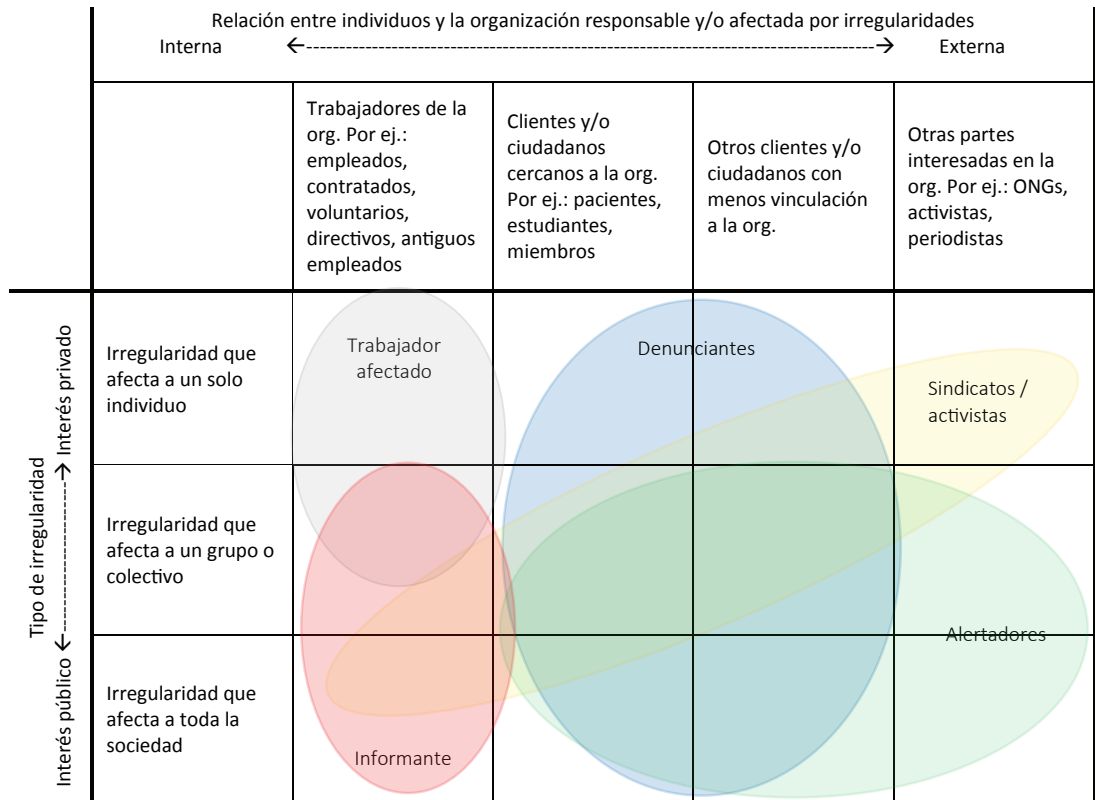 Relación entre individuos y la organización responsable y/o afectada por irregularidades
Interna ←----------------------------------------→ Externa
Trabajadores de la
org. Por ej.:
empleados,
contratados,
voluntarios,
directivos, antiguos
empleados
Clientes y/o
ciudadanos
cercanos a la org.
Por ej.: pacientes,
estudiantes,
miembros
Otros clientes y/o
ciudadanos con
menos vinculación
a la org.
Otras partes
interesadas en la
org. Por ej.: ONGs,
activistas,
periodistas
Tipo de irregularidad
Interés público ←---------------→ Interés privado
Irregularidad que
afecta a un solo
individuo
Trabajador
afectado
Denunciantes
Sindicatos /
activistas
Irregularidad que
afecta a un grupo o
colectivo
Alertadores
Irregularidad que
afecta a toda la
sociedad
Informante